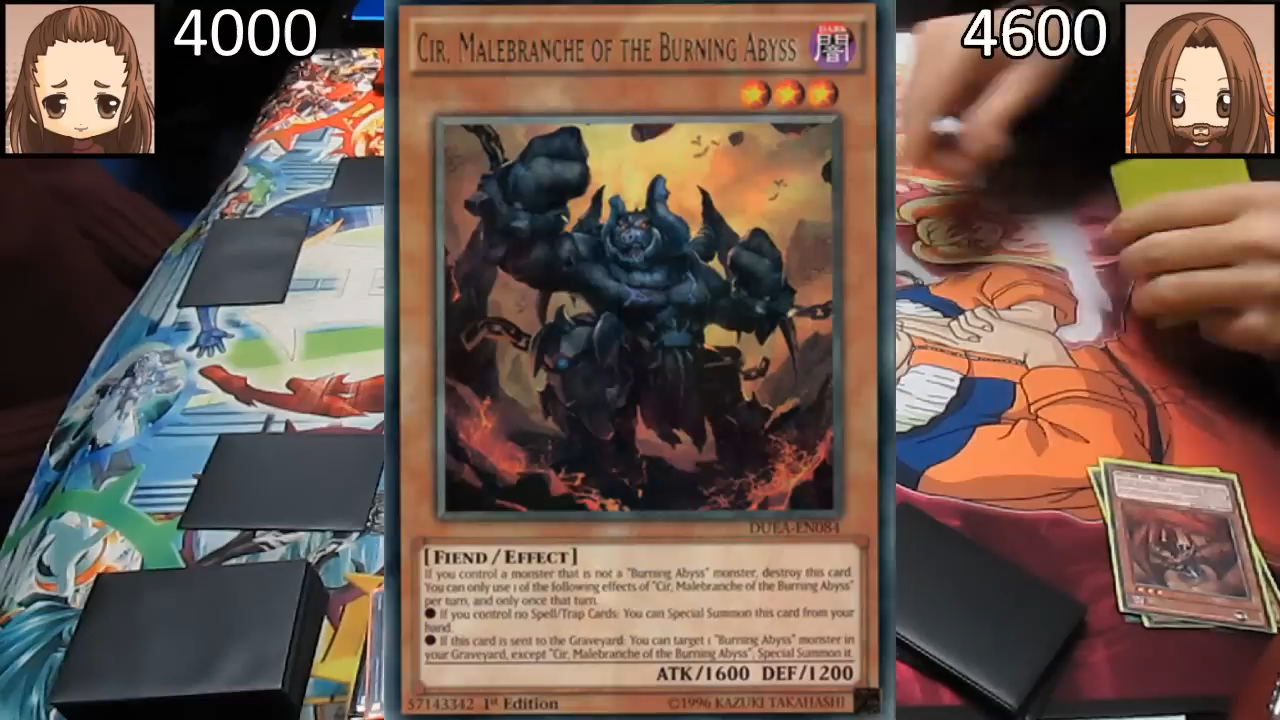 4000
4600
CIR, MALEBRANCHE OF THE BURNING ABYSS
DARK
闇
DUEA-EN084
[FIEND / EFFECT]
If you control a monster that is not a "Burning Abyss" monster, destroy this card.
You can only use 1 of the following effects of "Cir, Malebranche of the Burning Abyss"
per turn, and only once that turn.
● If you control no Spell/Trap Cards: You can Special Summon this card from your
hand.
● If this card is sent to the Graveyard: You can target 1 "Burning Abyss" monster in
your Graveyard, except "Cir, Malebranche of the Burning Abyss"; Special Summon it.
ATK/1600 DEF/1200
57143342 1st Edition
©1996 KAZUKI TAKAHASHI